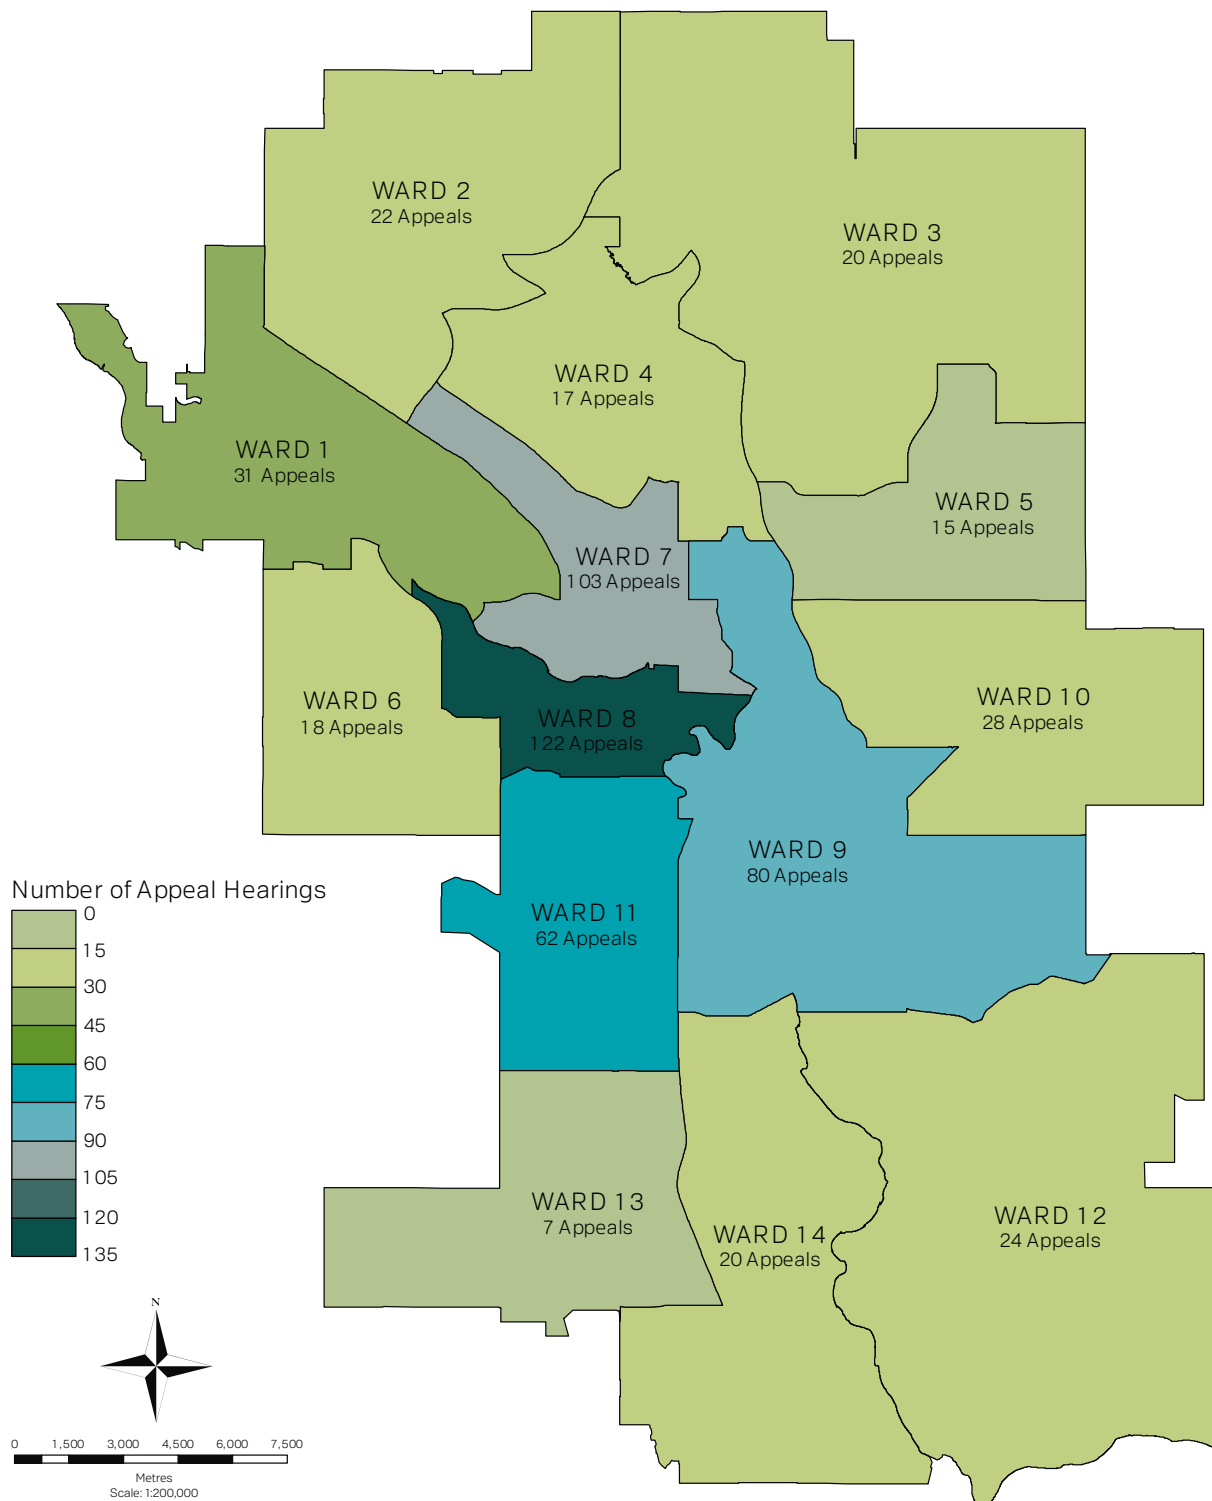 WARD 2
22 Appeals
WARD 3
20 Appeals
WARD 4
17 Appeals
WARD 1
31 Appeals
WARD 5
15 Appeals
WARD 7
103 Appeals
WARD 6
18 Appeals
WARD 8
122 Appeals
WARD 10
28 Appeals
WARD 9
80 Appeals
WARD 11
62 Appeals
WARD 13
7 Appeals
WARD 14
20 Appeals
WARD 12
24 Appeals
Number of Appeal Hearings
0
15
30
45
60
75
90
105
120
135
N
0 1,500 3,000 4,500 6,000 7,500
Metres
Scale: 1:200,000